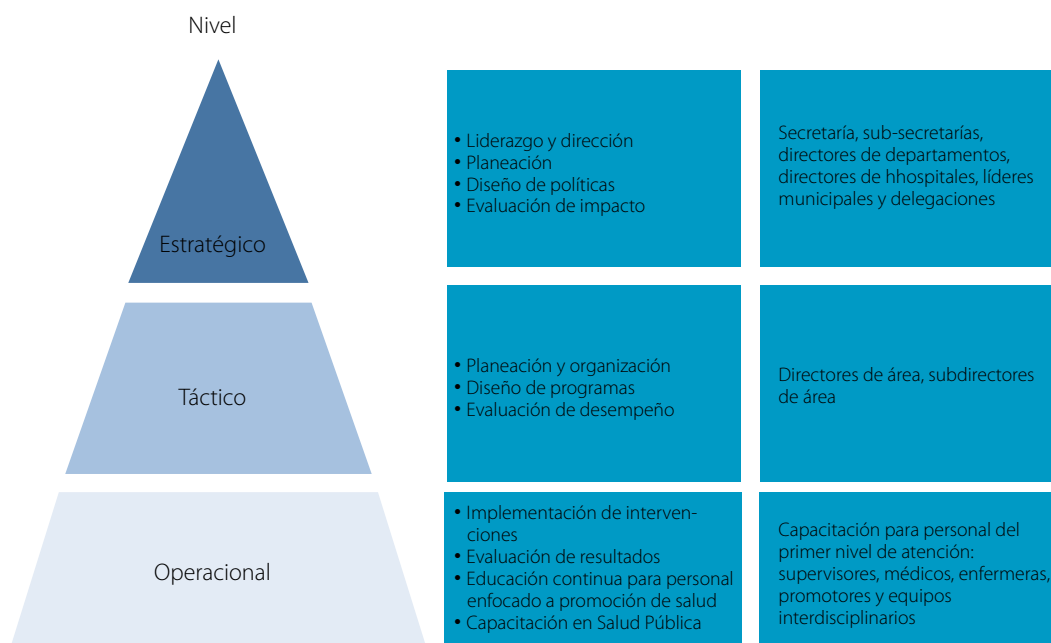 Nivel
Estratégico
• Liderazgo y dirección
• Planeación
• Diseño de políticas
• Evaluación de impacto
Secretaría, sub-secretarías,
directores de departamentos,
directores de hhospitales, líderes
municipales y delegaciones
Táctico
• Planeación y organización
• Diseño de programas
• Evaluación de desempeño
Directores de área, subdirectores
de área
Operacional
• Implementación de interven-
ciones
• Evaluación de resultados
• Educación continua para personal
enfocado a promoción de salud
• Capacitación en Salud Pública
Capacitación para personal del
primer nivel de atención:
supervisores, médicos, enfermeras,
promotores y equipos
interdisciplinarios